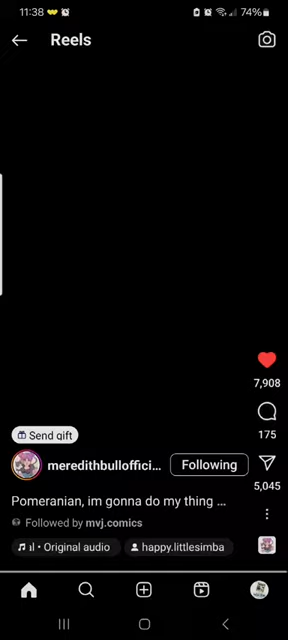 11:38
74%
Reels
7,908
175
Send gift
meredithbulloffici...
Following
5,045
Pomeranian, im gonna do my thing ...
Followed by mvj.comics
• Original audio
happy.littlesimba